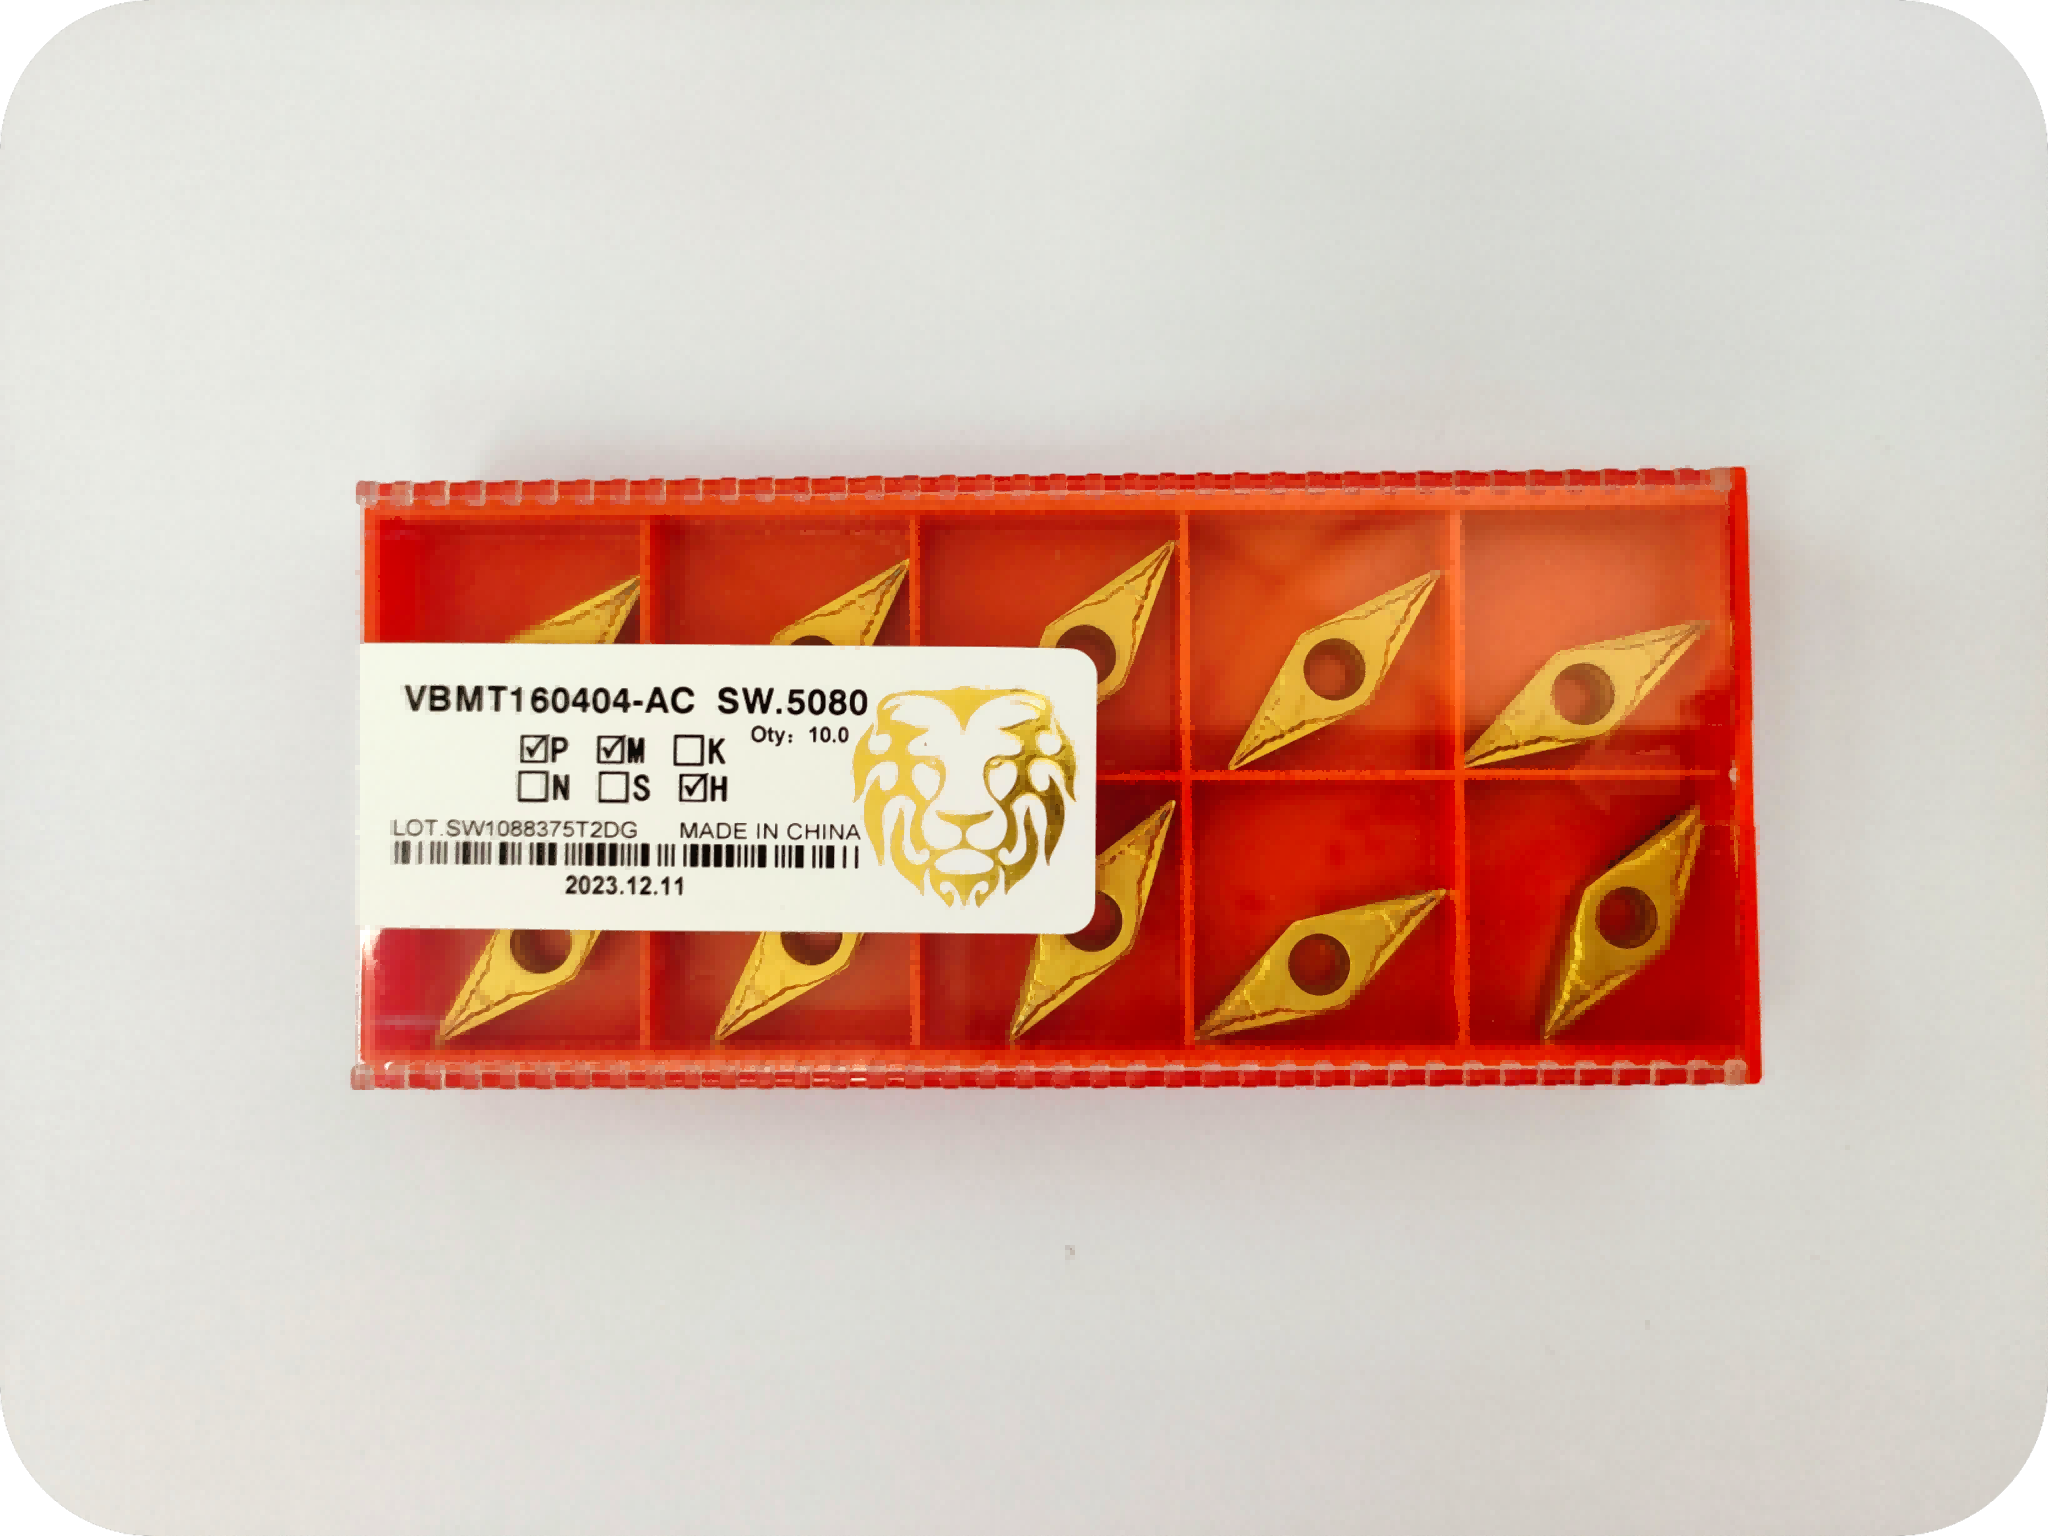 VBMT160404-AC SW.5080
Qty: 10.0
☑P ☑M ☐K
☐N ☐S ☑H
LOT.SW1088375T2DG MADE IN CHINA
2023.12.11